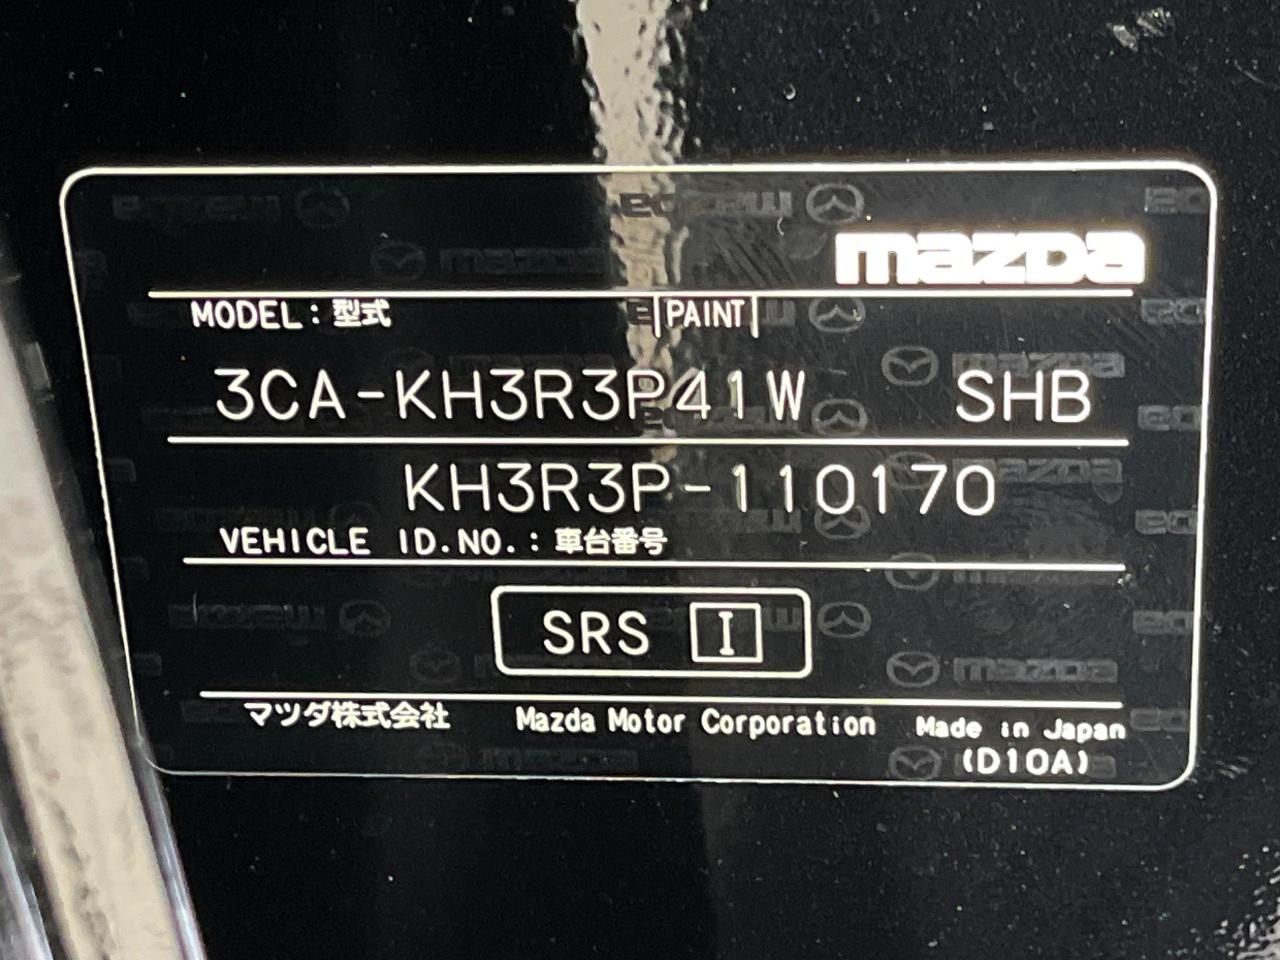 mazda
MODEL : 型式 PAINT
3CA-KH3R3P41W SHB
KH3R3P-110170
VEHICLE ID.NO. : 車台番号
SRS I
マツダ株式会社 Mazda Motor Corporation Made in Japan
(D10A)